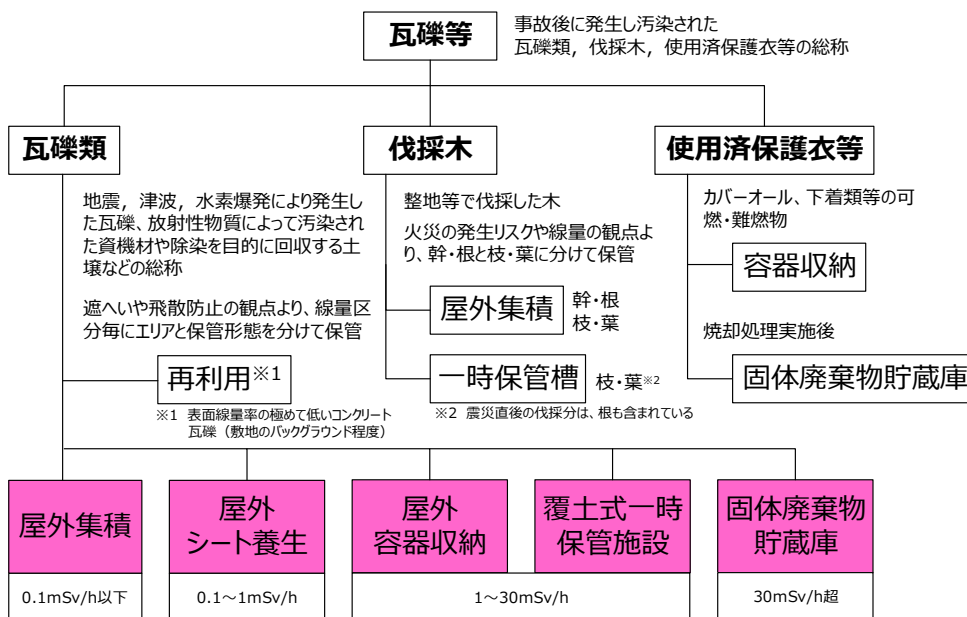 瓦礫等
事故後に発生し汚染された
瓦礫類，伐採木，使用済保護衣等の総称
瓦礫類
地震，津波，水素爆発により発生し
た瓦礫、放射性物質によって汚染され
た資機材や除染を目的に回収する土
壌などの総称
遮へいや飛散防止の観点より、線量区
分毎にエリアと保管形態を分けて保管
再利用※1
※1 表面線量率の極めて低いコンクリート
瓦礫（敷地のバックグラウンド程度）
伐採木
整地等で伐採した木
火災の発生リスクや線量の観点よ
り、幹・根と枝・葉に分けて保管
屋外集積
幹・根
枝・葉
一時保管槽
枝・葉※2
※2 震災直後の伐採分は、根も含まれている
使用済保護衣等
カバーオール、下着類等の可
燃・難燃物
容器収納
焼却処理実施後
固体廃棄物貯蔵庫
屋外集積
0.1mSv/h以下
屋外
シート養生
0.1～1mSv/h
屋外
容器収納
覆土式一時
保管施設
1～30mSv/h
固体廃棄物
貯蔵庫
30mSv/h超